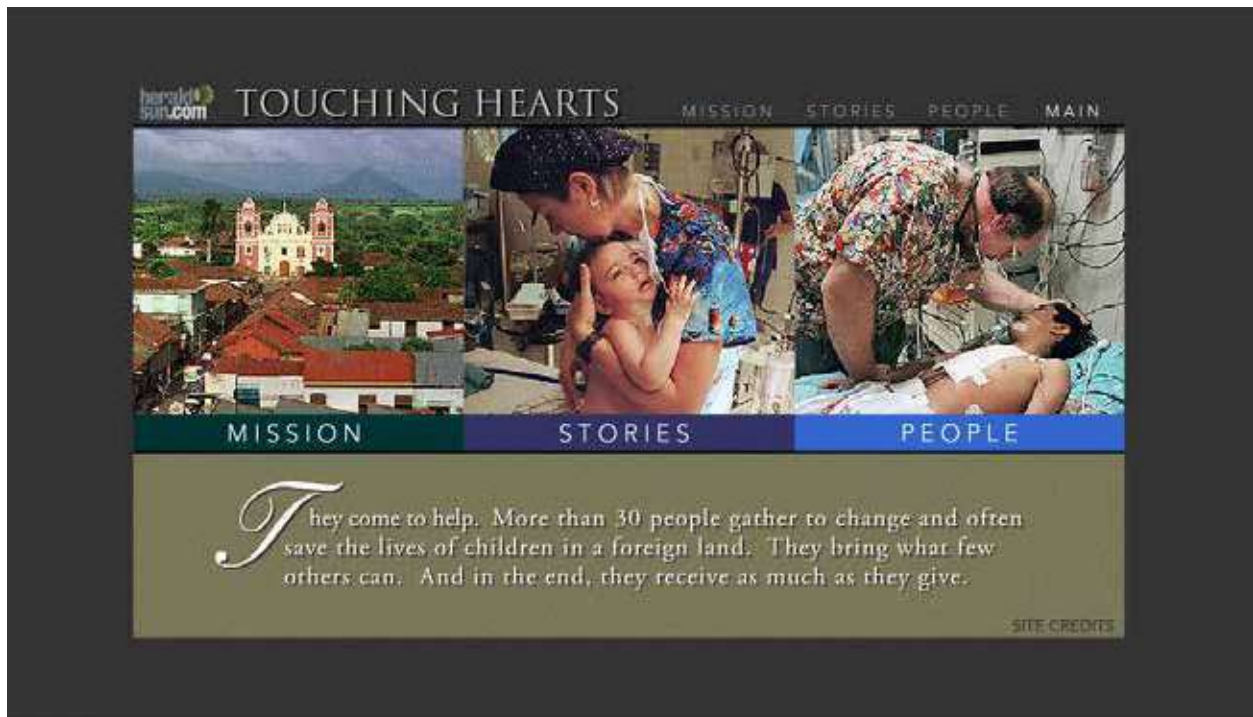 herald
sun.com
TOUCHING HEARTS
MISSION STORIES PEOPLE MAIN
MISSION STORIES PEOPLE
They come to help. More than 30 people gather to change and often
save the lives of children in a foreign land. They bring what few
others can. And in the end, they receive as much as they give.
SITE CREDITS